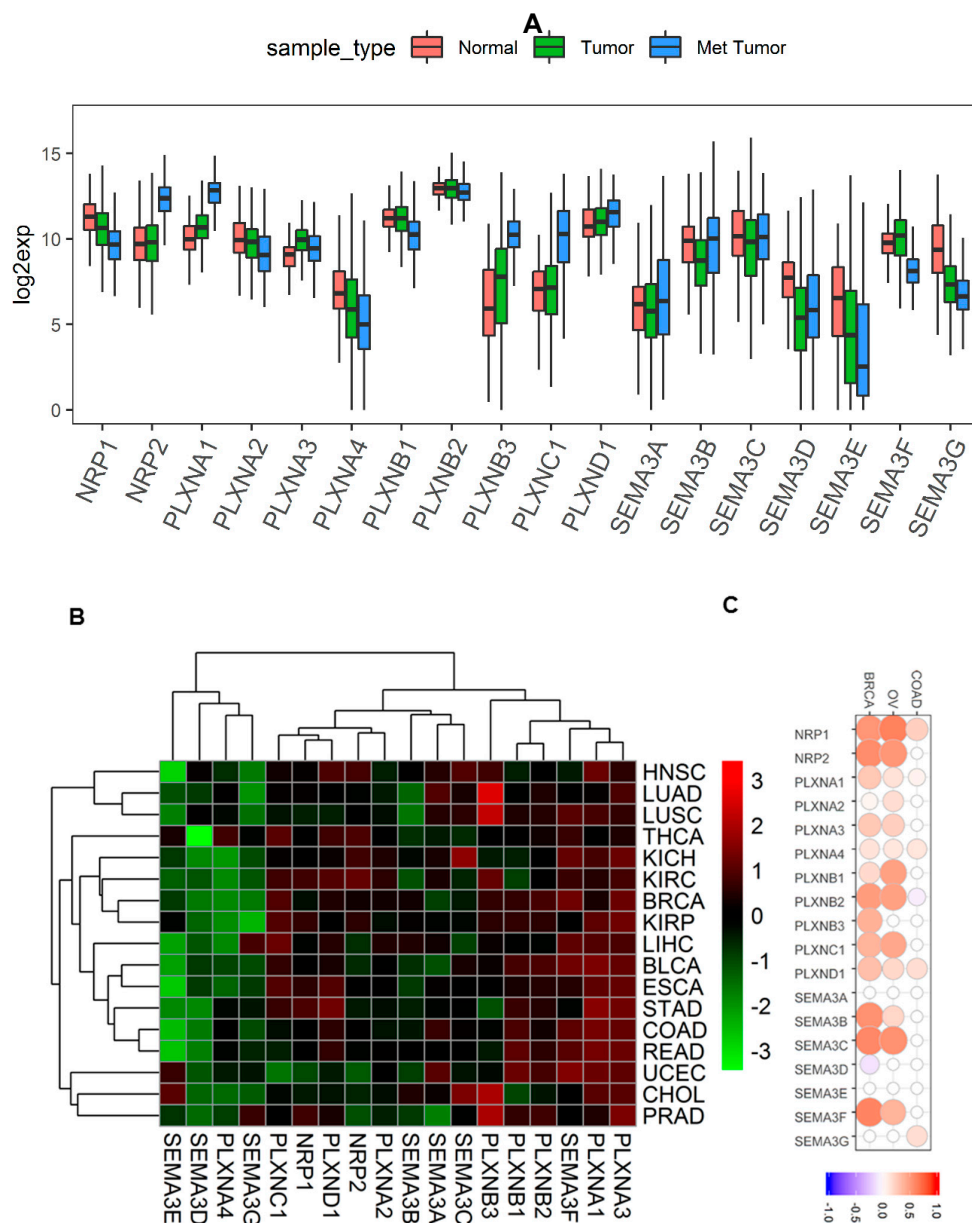 A
sample_type Normal Tumor Met Tumor
log2exp
15
10
5
0
NRP1 NRP2 PLXNA1 PLXNA2 PLXNA3 PLXNA4 PLXNB1 PLXNB2 PLXNB3 PLXNC1 PLXND1 SEMA3A SEMA3B SEMA3C SEMA3D SEMA3E SEMA3F SEMA3G
B
HNSC
LUAD
LUSC
THCA
KICH
KIRC
BRCA
KIRP
LIHC
BLCA
ESCA
STAD
COAD
READ
UCEC
CHOL
PRAD
SEMA3E SEMA3D PLXNA4 SEMA3G PLXNC1 NRP1 PLXND1 NRP2 PLXNA2 SEMA3B SEMA3A SEMA3C PLXNB3 PLXNB1 PLXNB2 SEMA3F PLXNA1 PLXNA3
3
2
1
0
-1
-2
-3
C
BRCA OV COAD
NRP1
NRP2
PLXNA1
PLXNA2
PLXNA3
PLXNA4
PLXNB1
PLXNB2
PLXNB3
PLXNC1
PLXND1
SEMA3A
SEMA3B
SEMA3C
SEMA3D
SEMA3E
SEMA3F
SEMA3G
-1.0 -0.5 0.0 0.5 1.0